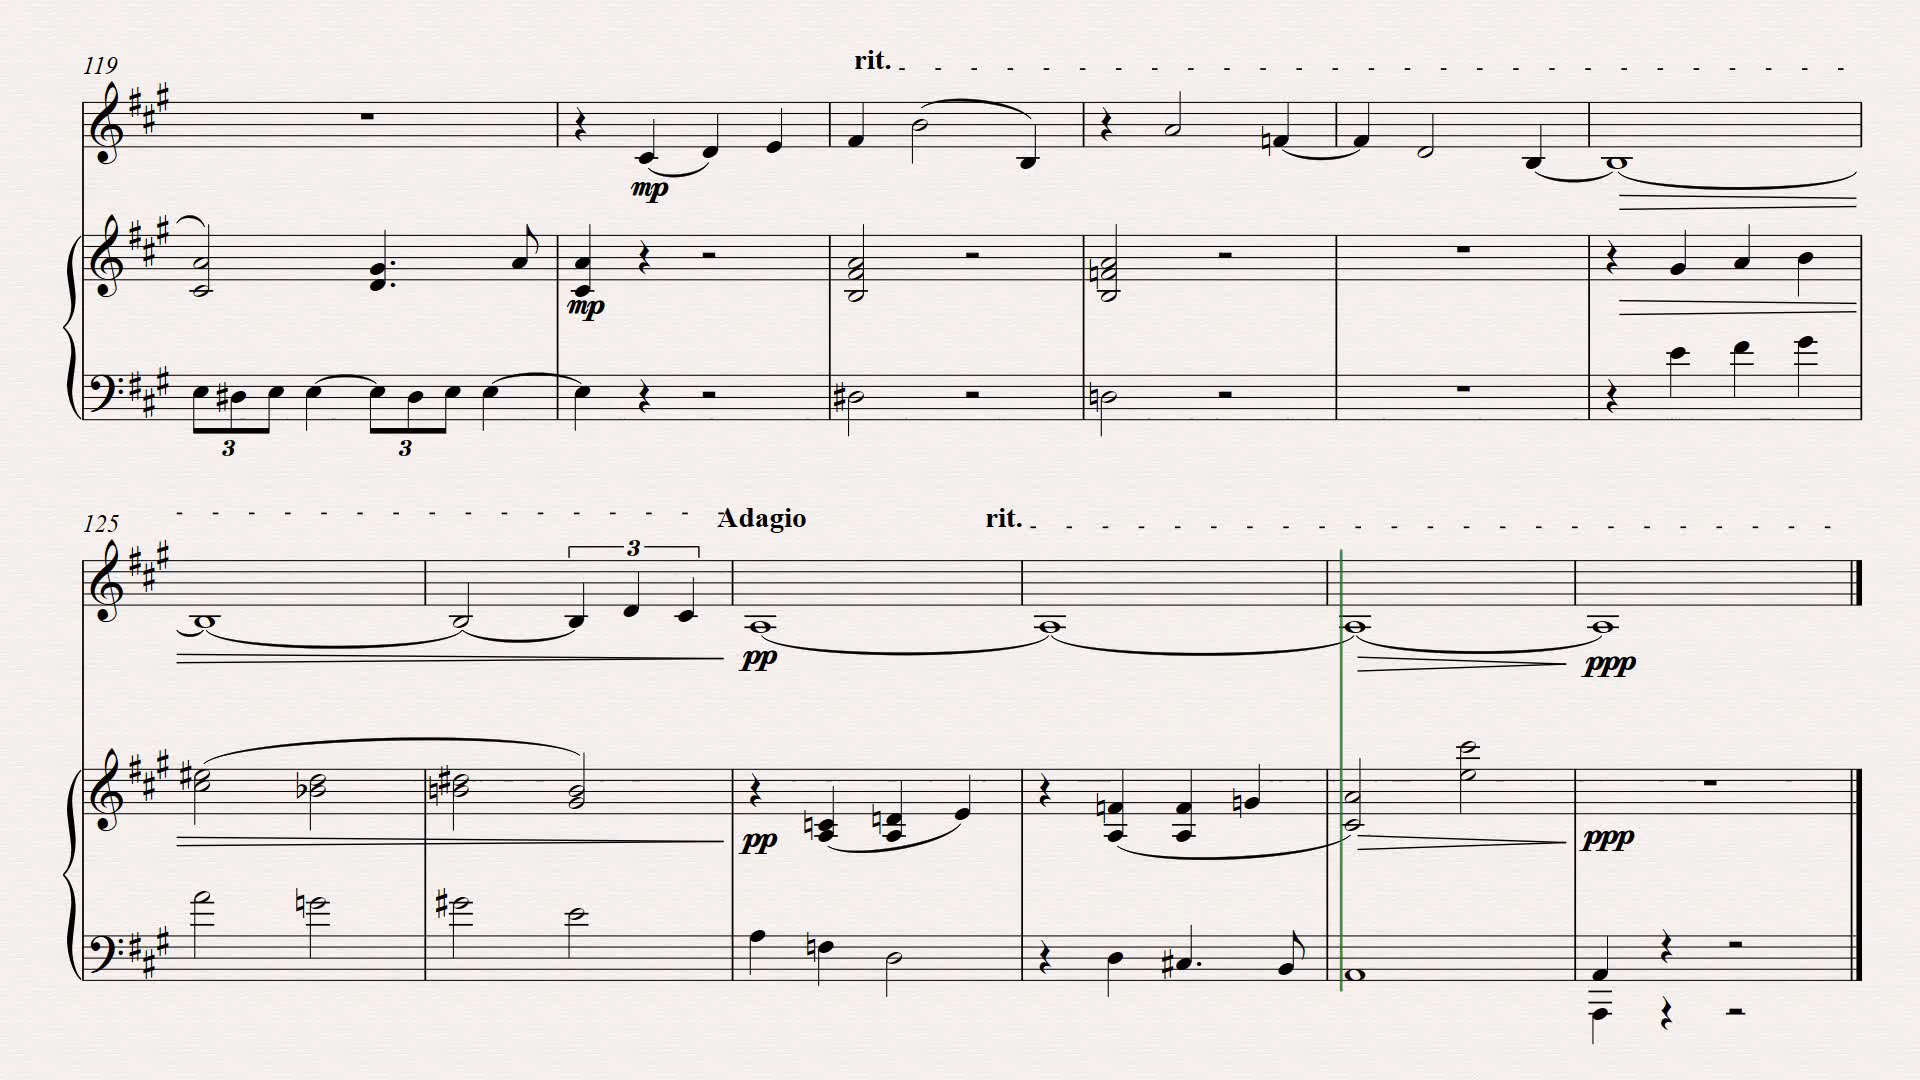 119
rit.
mp
mp
3 3
125
Adagio rit.
3
pp ppp
pp ppp